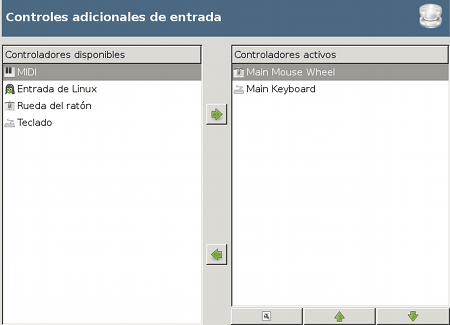 Controles adicionales de entrada
Controladores disponibles
MIDI
Entrada de Linux
Rueda del ratón
Teclado
Controladores activos
Main Mouse Wheel
Main Keyboard